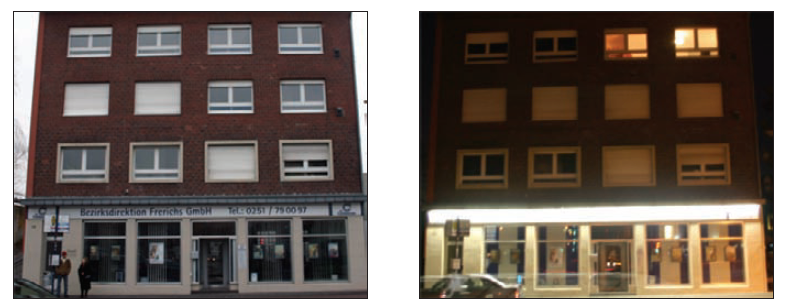 Bezirksdirektion Frerichs GmbH Tel.: 0251 / 79 00 97